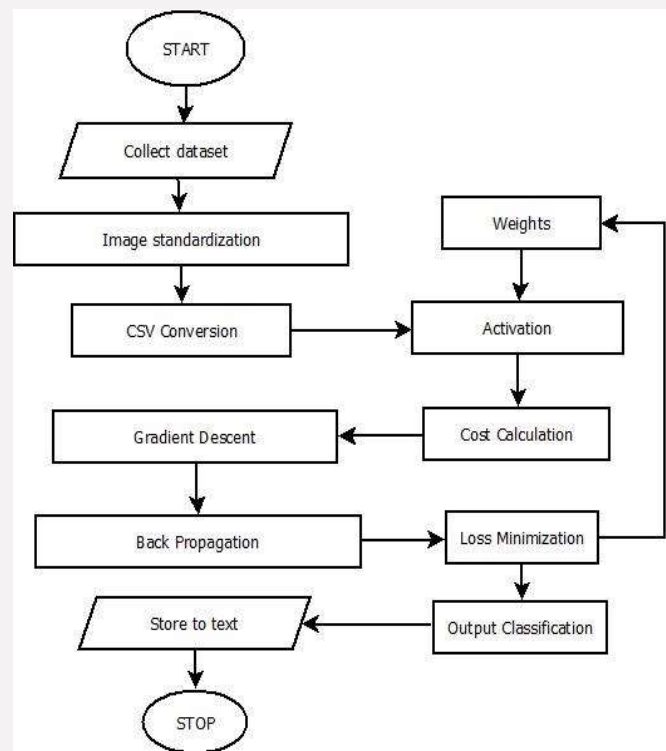 START
Collect dataset
Image standardization
Weights
CSV Conversion
Activation
Gradient Descent
Cost Calculation
Back Propagation
Loss Minimization
Store to text
Output Classification
STOP